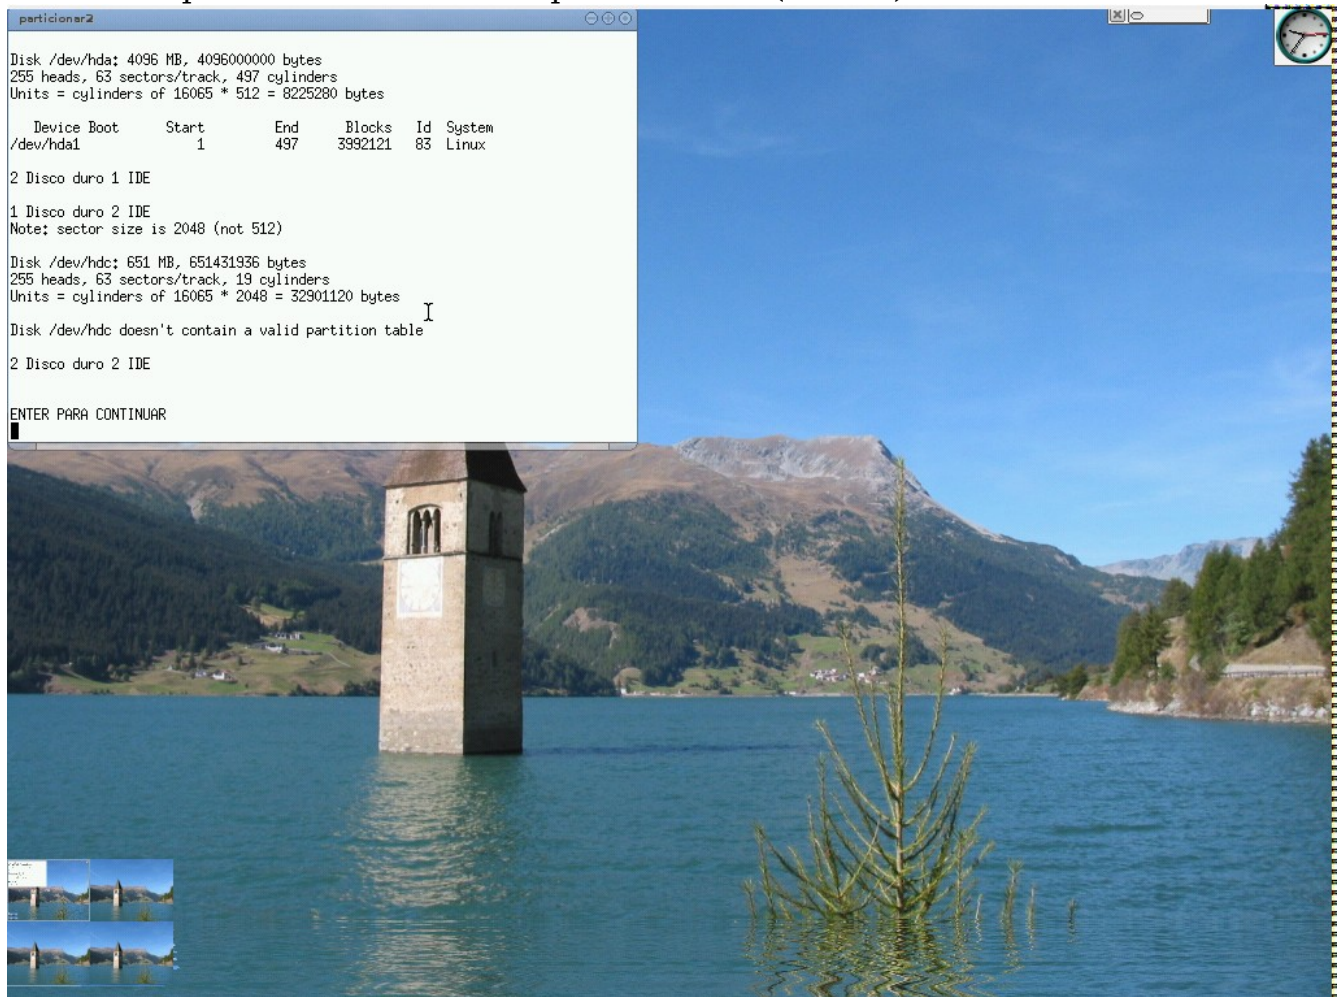 particionar2
Disk /dev/hda: 4096 MB, 4096000000 bytes
255 heads, 63 sectors/track, 497 cylinders
Units = cylinders of 16065 * 512 = 8225280 bytes
Device Boot Start End Blocks Id System
/dev/hda1 1 497 3992121 83 Linux
2 Disco duro 1 IDE
1 Disco duro 2 IDE
Note: sector size is 2048 (not 512)
Disk /dev/hdc: 651 MB, 651431936 bytes
255 heads, 63 sectors/track, 19 cylinders
Units = cylinders of 16065 * 2048 = 32901120 bytes
Disk /dev/hdc doesn't contain a valid partition table
2 Disco duro 2 IDE
ENTER PARA CONTINUAR